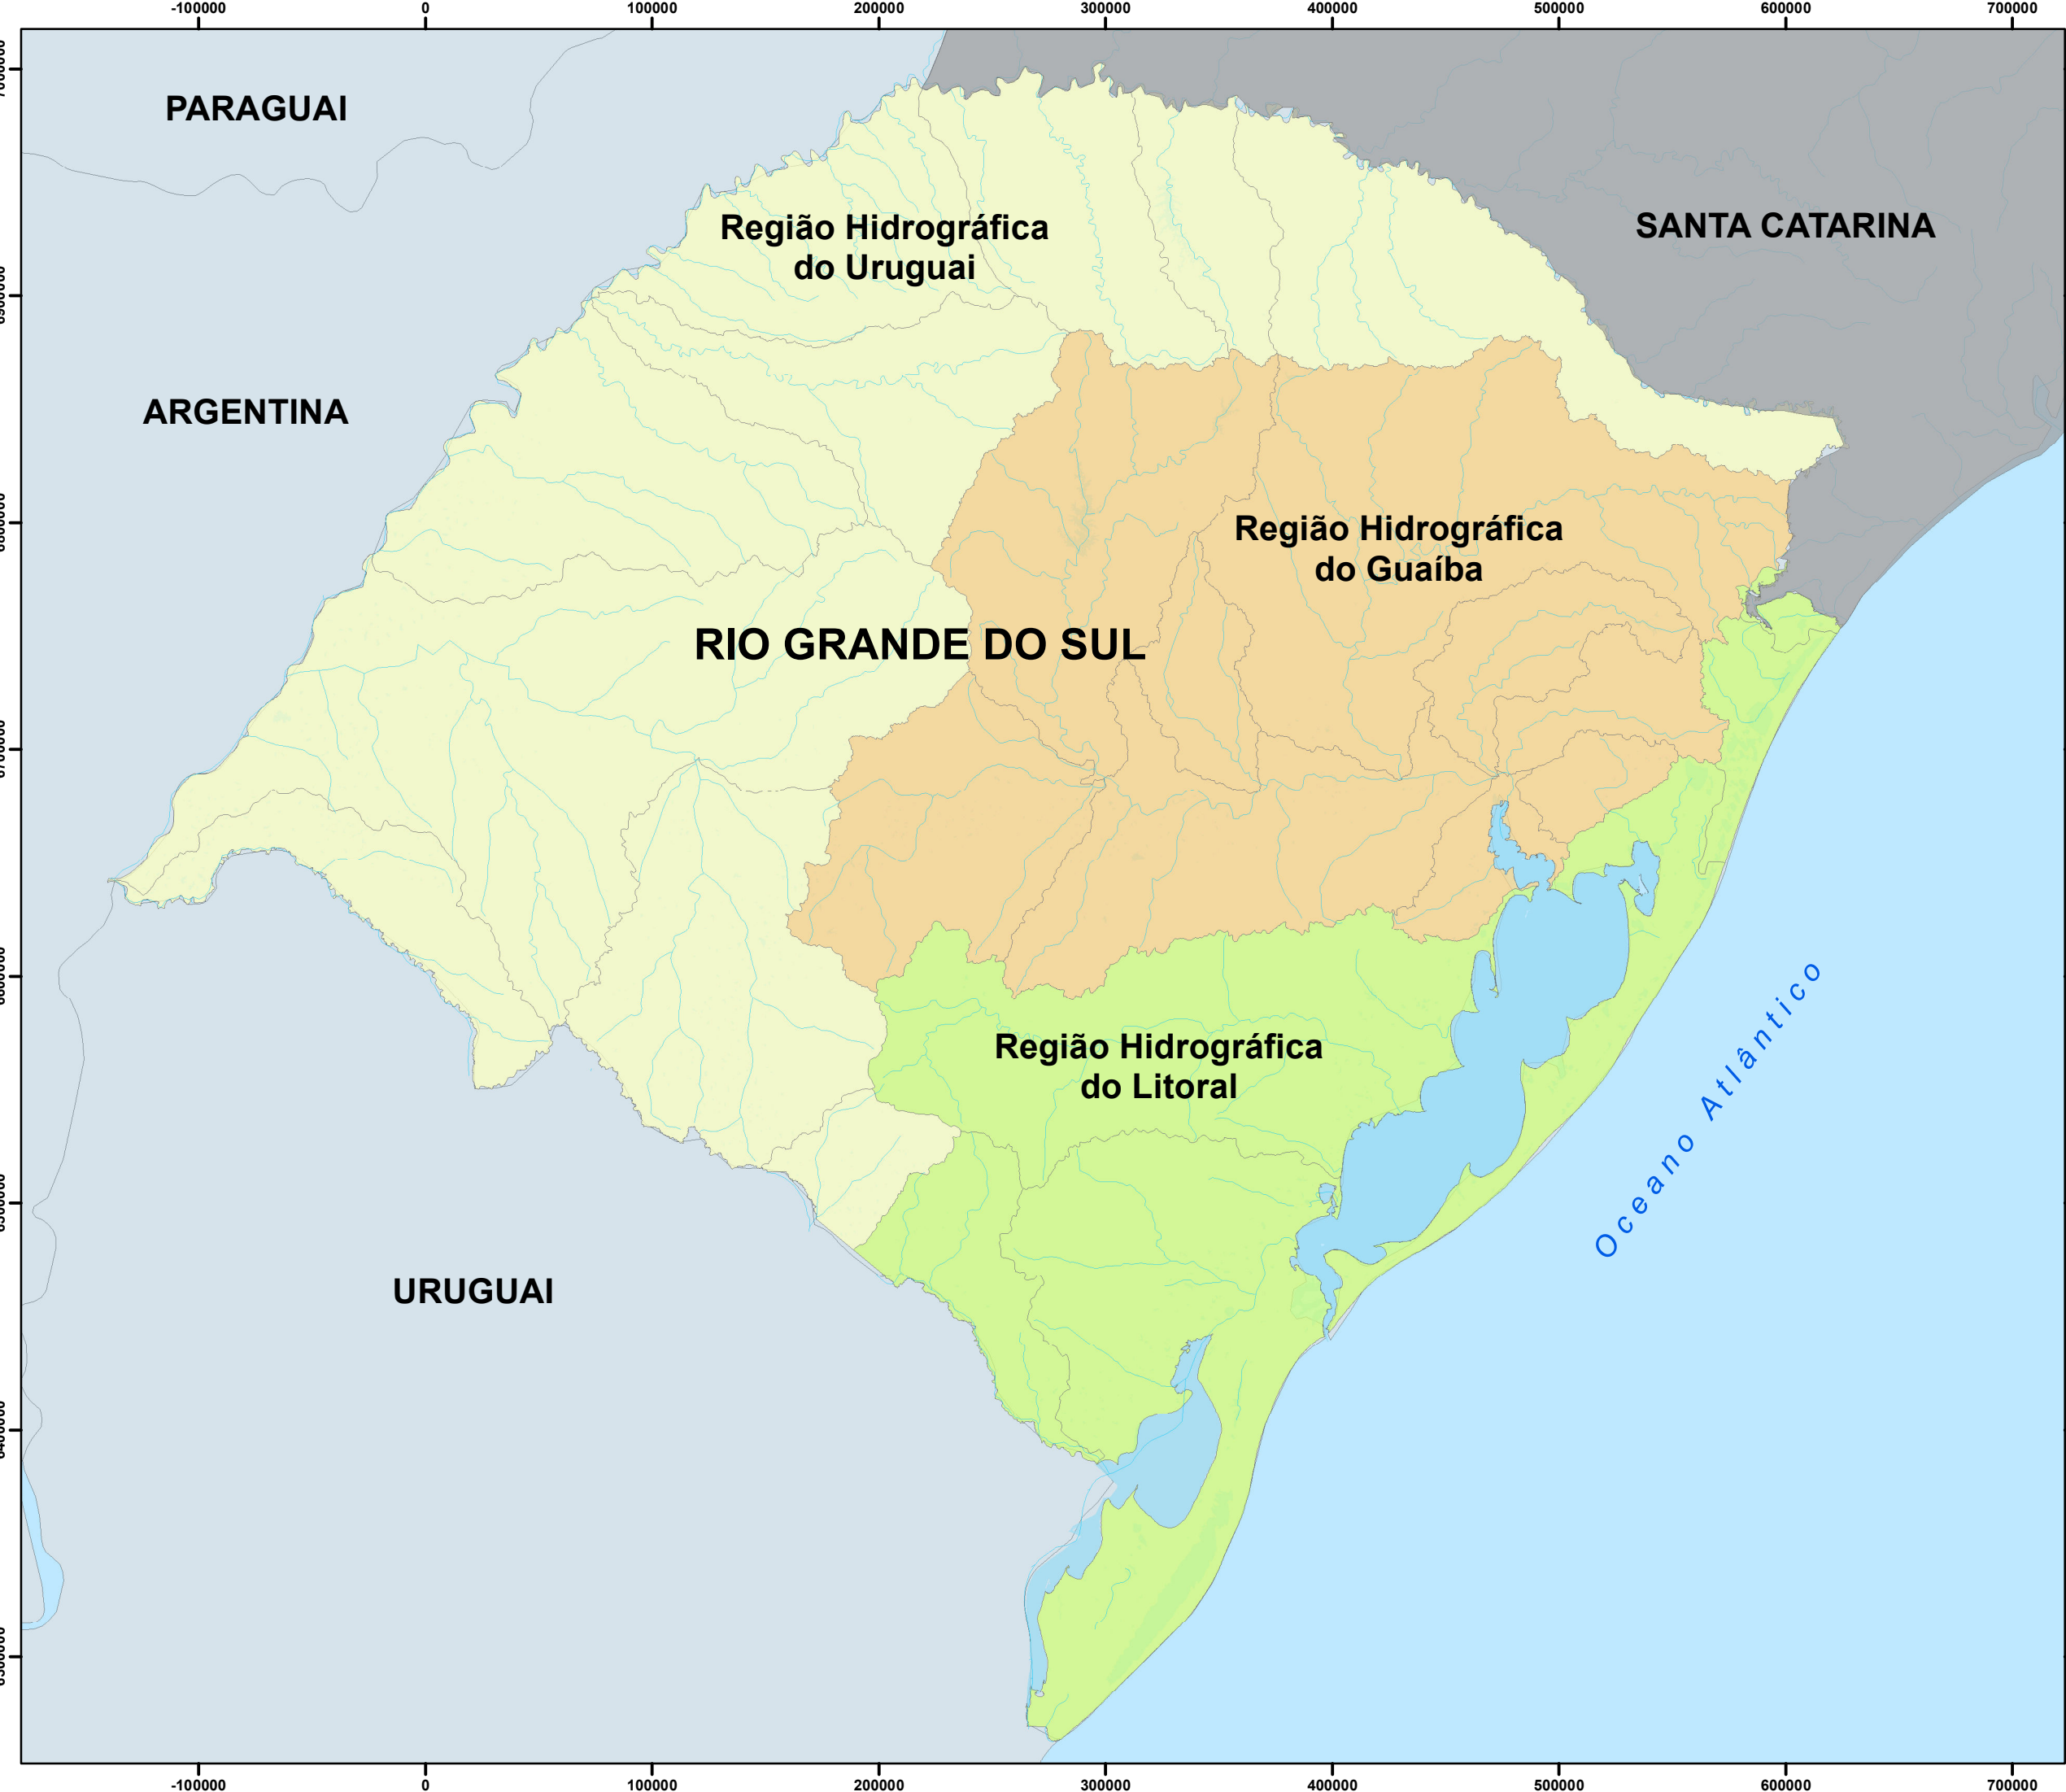 -100000 0 100000 200000 300000 400000 500000 600000 700000
PARAGUAI
Região Hidrográfica
do Uruguai
SANTA CATARINA
ARGENTINA
Região Hidrográfica
do Guaíba
RIO GRANDE DO SUL
Região Hidrográfica
do Litoral
Oceano Atlântico
URUGUAI
-100000 0 100000 200000 300000 400000 500000 600000 700000